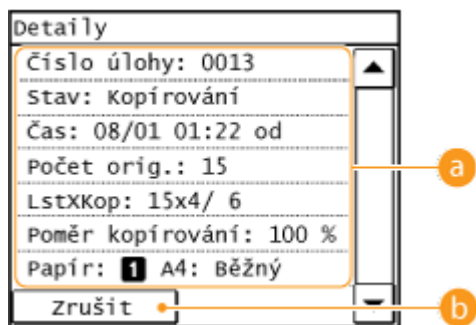 Detaily
Číslo úlohy: 0013
Stav: Kopírování
Čas: 08/01 01:22 od
Počet orig.: 15
LstXKop: 15x4/ 6
Poměr kopírování: 100 %
Papír: 1 A4: Běžný
Zrušit
a
b